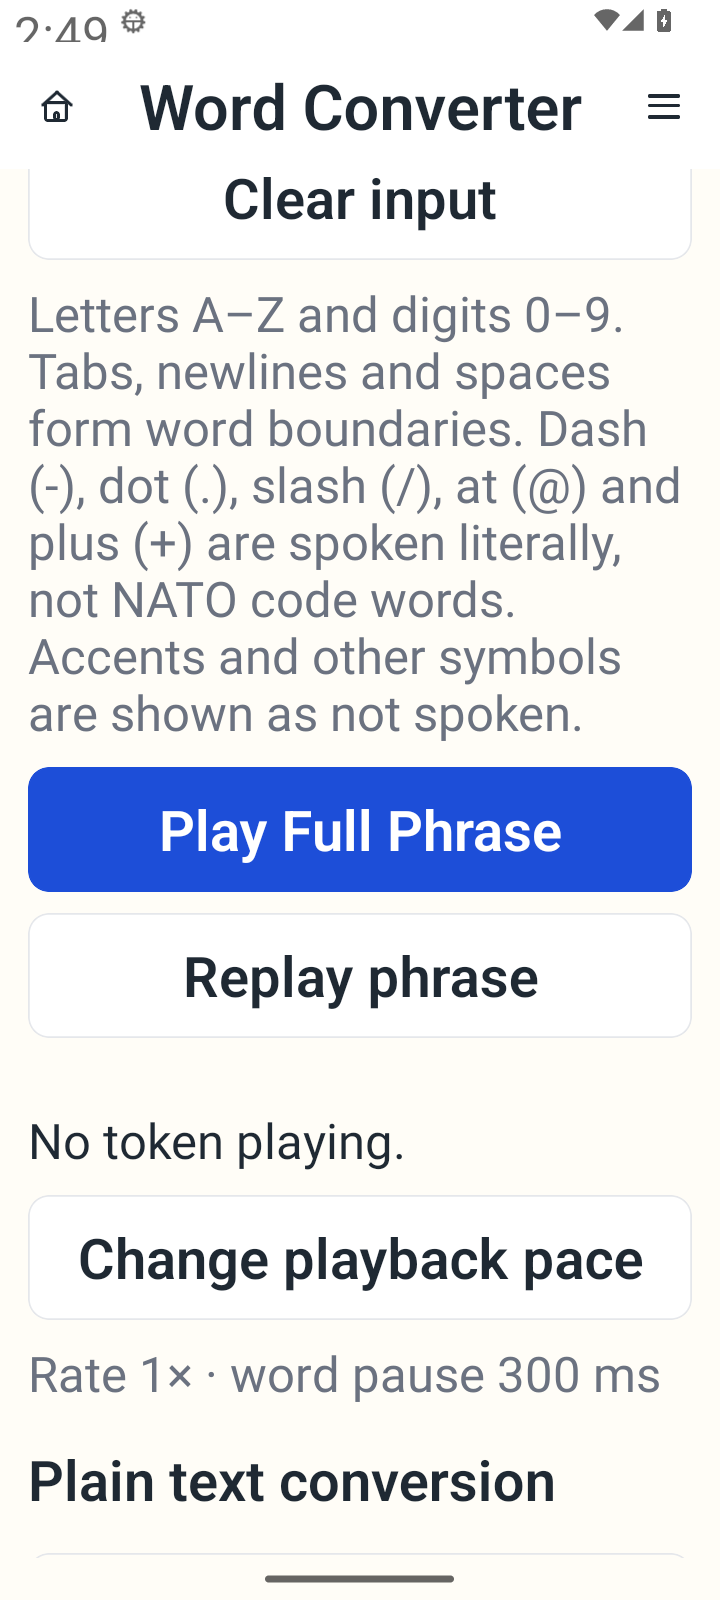 2:49
Word Converter
Clear input
Letters A–Z and digits 0–9.
Tabs, newlines and spaces
form word boundaries. Dash
(-), dot (.), slash (/), at (@) and
plus (+) are spoken literally,
not NATO code words.
Accents and other symbols
are shown as not spoken.
Play Full Phrase
Replay phrase
No token playing.
Change playback pace
Rate 1× · word pause 300 ms
Plain text conversion